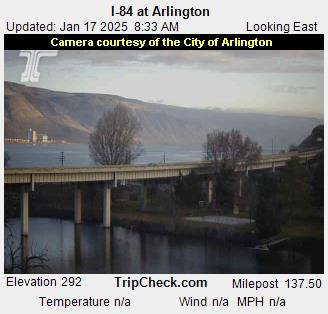 I-84 at Arlington
Updated: Jan 17 2025 8:33 AM Looking East
Camera courtesy of the City of Arlington
Elevation 292 TripCheck.com Milepost 137.50
Temperature n/a Wind n/a MPH n/a